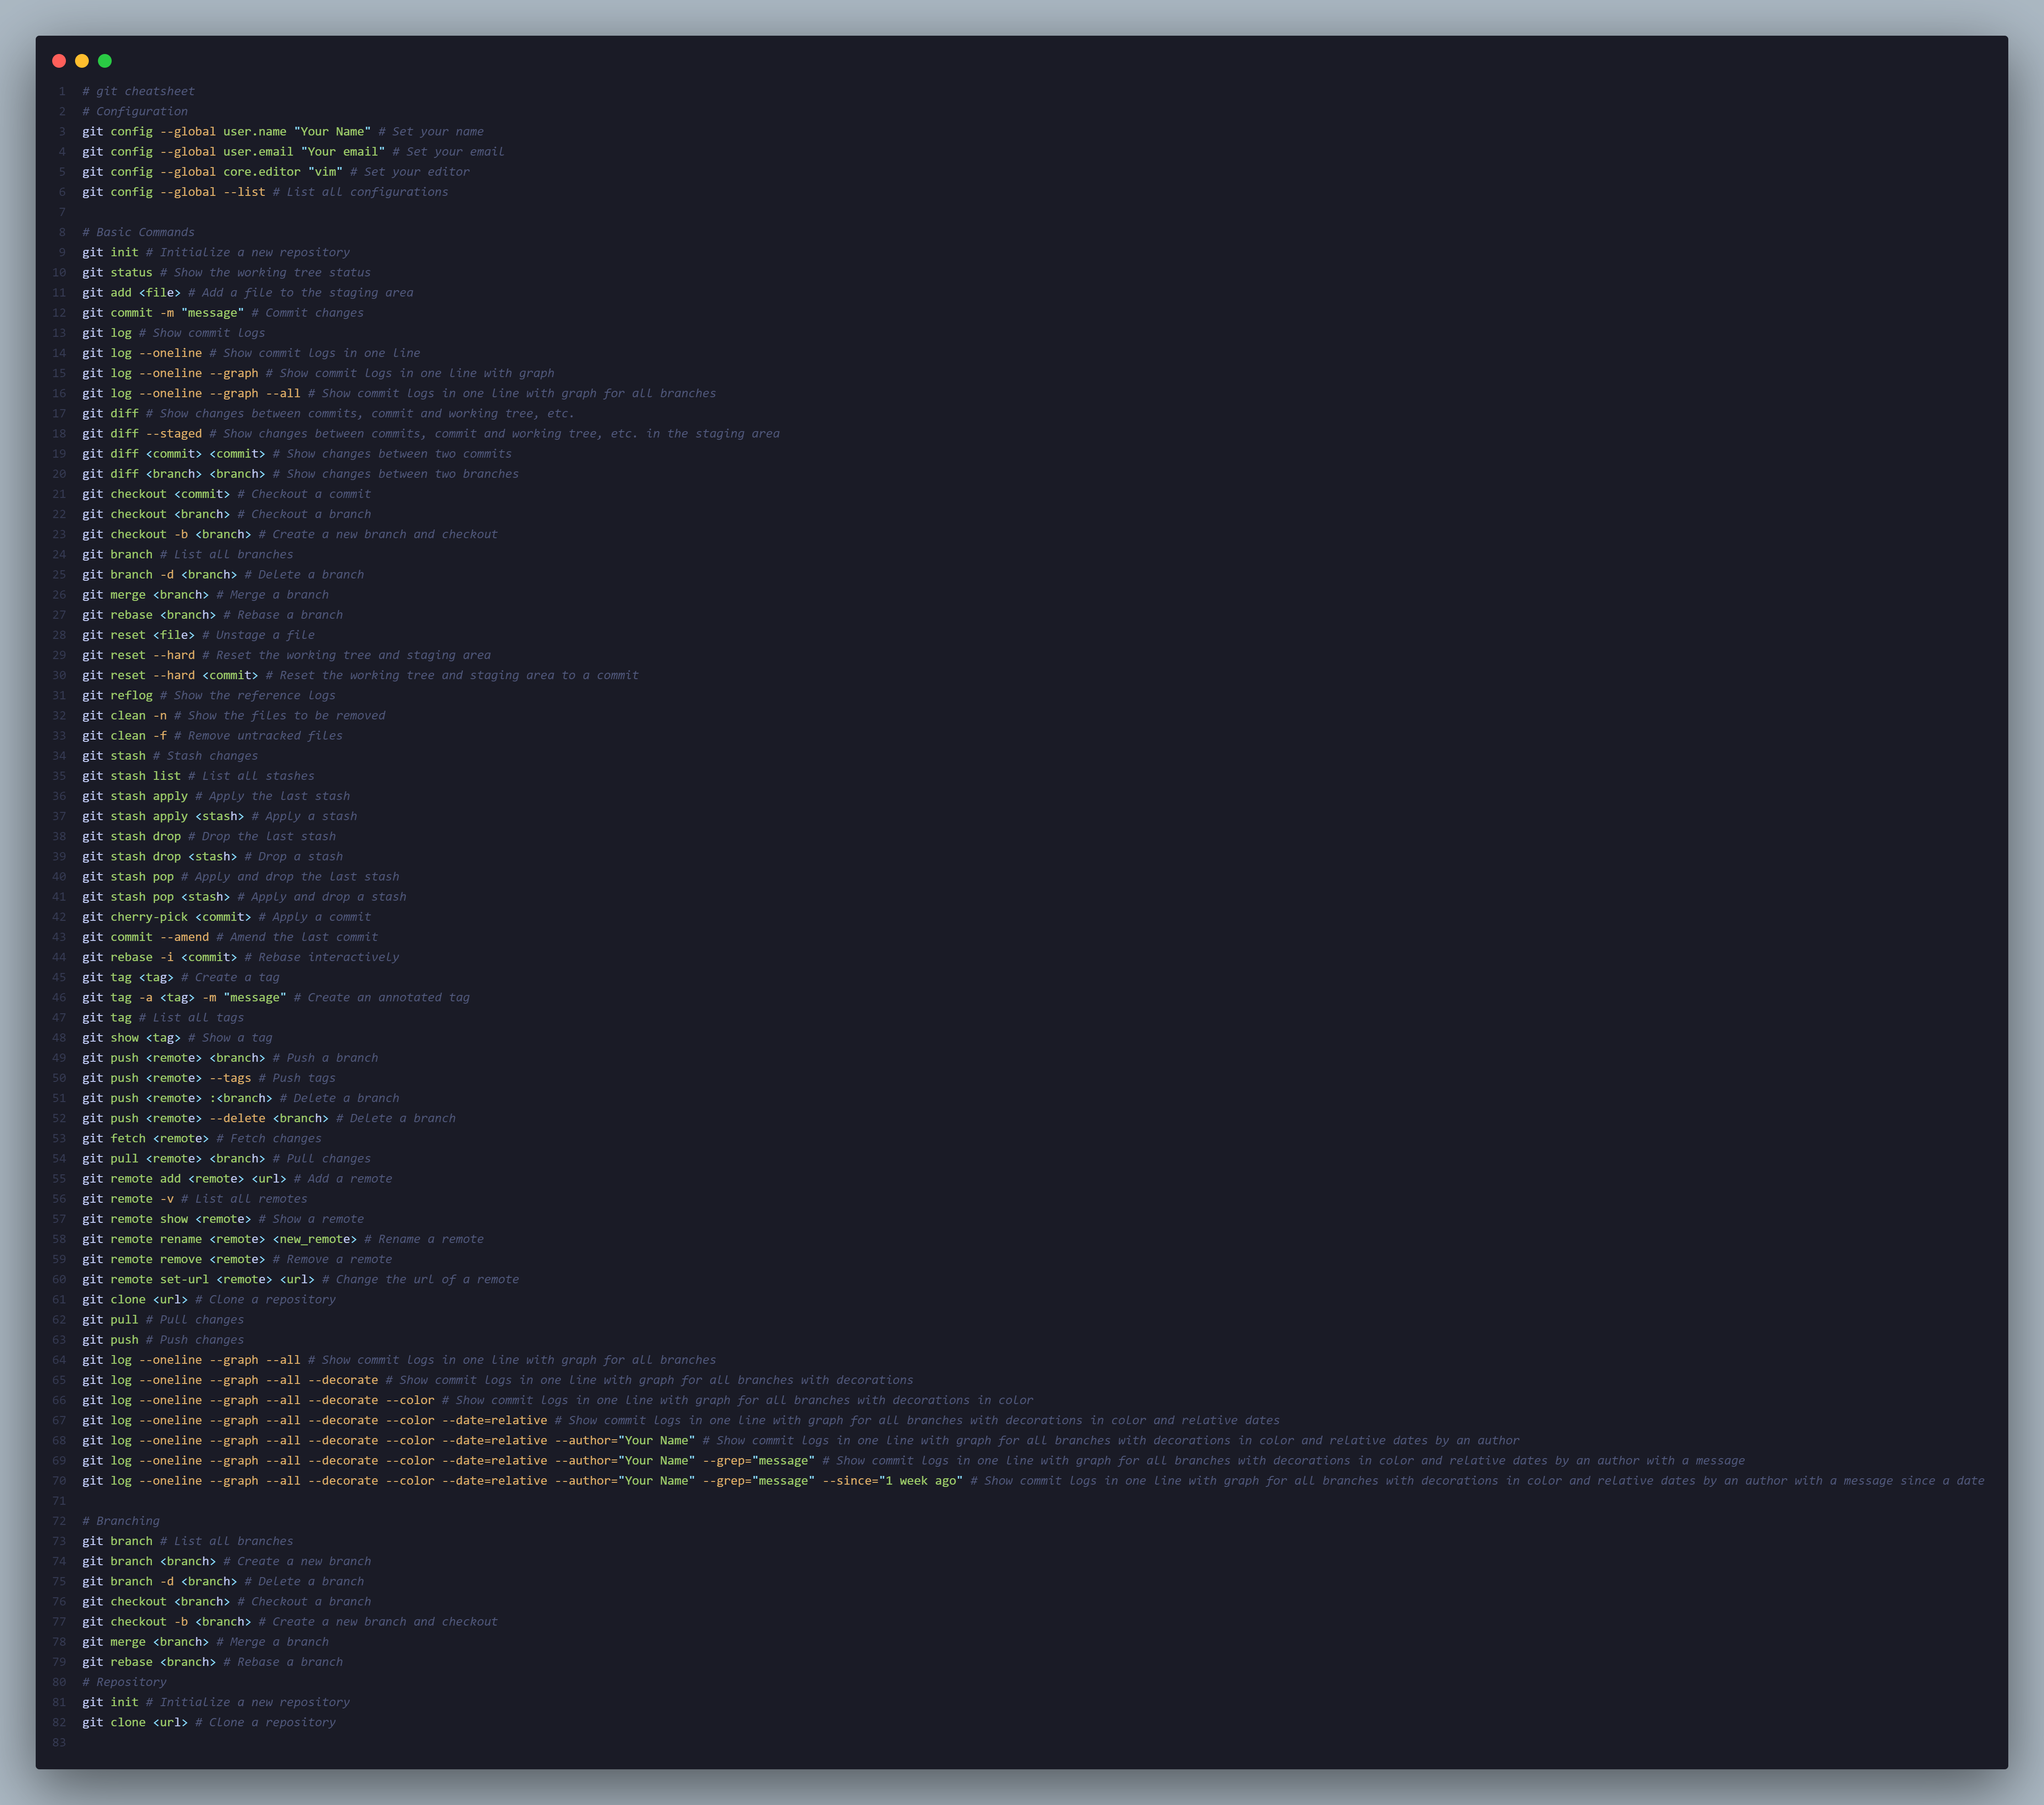 1 # git cheatsheet
2 # Configuration
3 git config --global user.name "Your Name" # Set your name
4 git config --global user.email "Your email" # Set your email
5 git config --global core.editor "vim" # Set your editor
6 git config --global --list # List all configurations
7
8 # Basic Commands
9 git init # Initialize a new repository
10 git status # Show the working tree status
11 git add <file> # Add a file to the staging area
12 git commit -m "message" # Commit changes
13 git log # Show commit logs
14 git log --oneline # Show commit logs in one line
15 git log --oneline --graph # Show commit logs in one line with graph
16 git log --oneline --graph --all # Show commit logs in one line with graph for all branches
17 git diff # Show changes between commits, commit and working tree, etc.
18 git diff --staged # Show changes between commits, commit and working tree, etc. in the staging area
19 git diff <commit> <commit> # Show changes between two commits
20 git diff <branch> <branch> # Show changes between two branches
21 git checkout <commit> # Checkout a commit
22 git checkout <branch> # Checkout a branch
23 git checkout -b <branch> # Create a new branch and checkout
24 git branch # List all branches
25 git branch -d <branch> # Delete a branch
26 git merge <branch> # Merge a branch
27 git rebase <branch> # Rebase a branch
28 git reset <file> # Unstage a file
29 git reset --hard # Reset the working tree and staging area
30 git reset --hard <commit> # Reset the working tree and staging area to a commit
31 git reflog # Show the reference logs
32 git clean -n # Show the files to be removed
33 git clean -f # Remove untracked files
34 git stash # Stash changes
35 git stash list # List all stashes
36 git stash apply # Apply the last stash
37 git stash apply <stash> # Apply a stash
38 git stash drop # Drop the last stash
39 git stash drop <stash> # Drop a stash
40 git stash pop # Apply and drop the last stash
41 git stash pop <stash> # Apply and drop a stash
42 git cherry-pick <commit> # Apply a commit
43 git commit --amend # Amend the last commit
44 git rebase -i <commit> # Rebase interactively
45 git tag <tag> # Create a tag
46 git tag -a <tag> -m "message" # Create an annotated tag
47 git tag # List all tags
48 git show <tag> # Show a tag
49 git push <remote> <branch> # Push a branch
50 git push <remote> --tags # Push tags
51 git push <remote> :<branch> # Delete a branch
52 git push <remote> --delete <branch> # Delete a branch
53 git fetch <remote> # Fetch changes
54 git pull <remote> <branch> # Pull changes
55 git remote add <remote> <url> # Add a remote
56 git remote -v # List all remotes
57 git remote show <remote> # Show a remote
58 git remote rename <remote> <new_remote> # Rename a remote
59 git remote remove <remote> # Remove a remote
60 git remote set-url <remote> <url> # Change the url of a remote
61 git clone <url> # Clone a repository
62 git pull # Pull changes
63 git push # Push changes
64 git log --oneline --graph --all # Show commit logs in one line with graph for all branches
65 git log --oneline --graph --all --decorate # Show commit logs in one line with graph for all branches with decorations
66 git log --oneline --graph --all --decorate --color # Show commit logs in one line with graph for all branches with decorations in color
67 git log --oneline --graph --all --decorate --color --date=relative # Show commit logs in one line with graph for all branches with decorations in color and relative dates
68 git log --oneline --graph --all --decorate --color --date=relative --author="Your Name" # Show commit logs in one line with graph for all branches with decorations in color and relative dates by an author
69 git log --oneline --graph --all --decorate --color --date=relative --author="Your Name" --grep="message" # Show commit logs in one line with graph for all branches with decorations in color and relative dates by an author with a message
70 git log --oneline --graph --all --decorate --color --date=relative --author="Your Name" --grep="message" --since="1 week ago" # Show commit logs in one line with graph for all branches with decorations in color and relative dates by an author with a message since a date
71
72 # Branching
73 git branch # List all branches
74 git branch <branch> # Create a new branch
75 git branch -d <branch> # Delete a branch
76 git checkout <branch> # Checkout a branch
77 git checkout -b <branch> # Create a new branch and checkout
78 git merge <branch> # Merge a branch
79 git rebase <branch> # Rebase a branch
80 # Repository
81 git init # Initialize a new repository
82 git clone <url> # Clone a repository
83